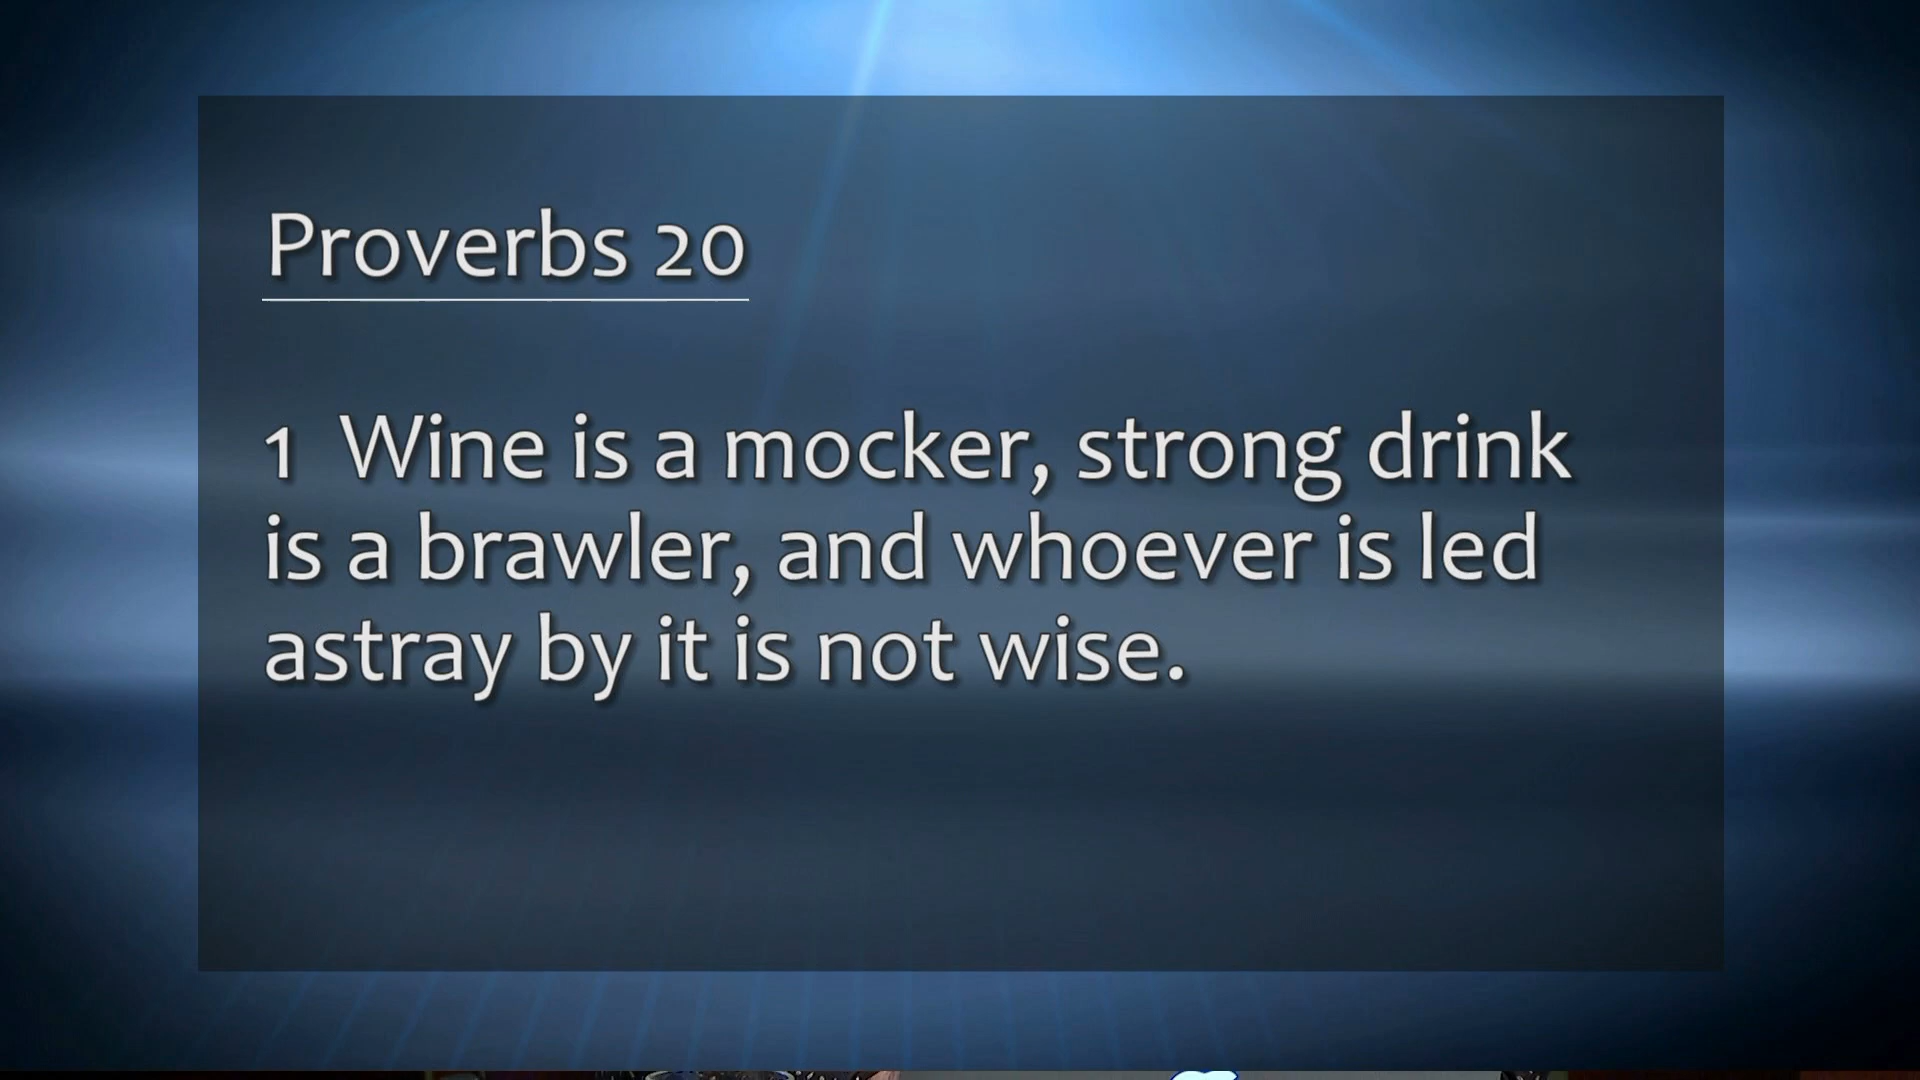 Proverbs 20
1 Wine is a mocker, strong drink
is a brawler, and whoever is led
astray by it is not wise.